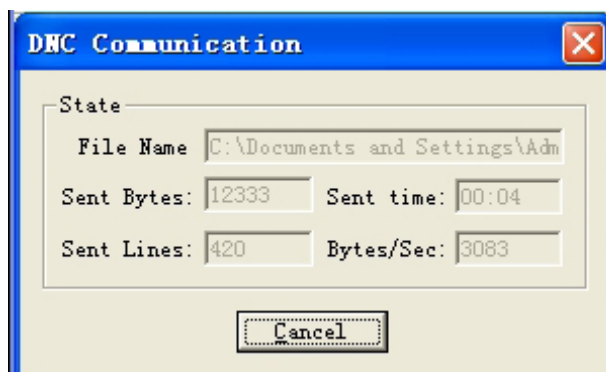 DNC Communication
State
File Name C:\Documents and Settings\Adm
Sent Bytes: 12333 Sent time: 00:04
Sent Lines: 420 Bytes/Sec: 3083
Cancel